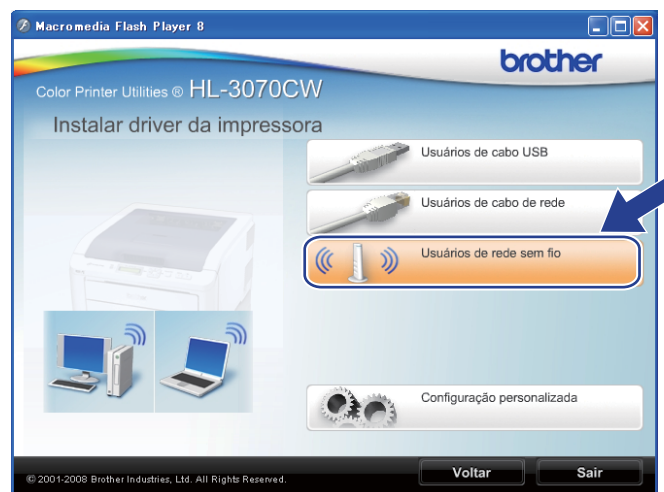 Macromedia Flash Player 8
brother
Color Printer Utilities ® HL-3070CW
Instalar driver da impressora
Usuários de cabo USB
Usuários de cabo de rede
Usuários de rede sem fio
Configuração personalizada
© 2001-2008 Brother Industries, Ltd. All Rights Reserved.
Voltar
Sair